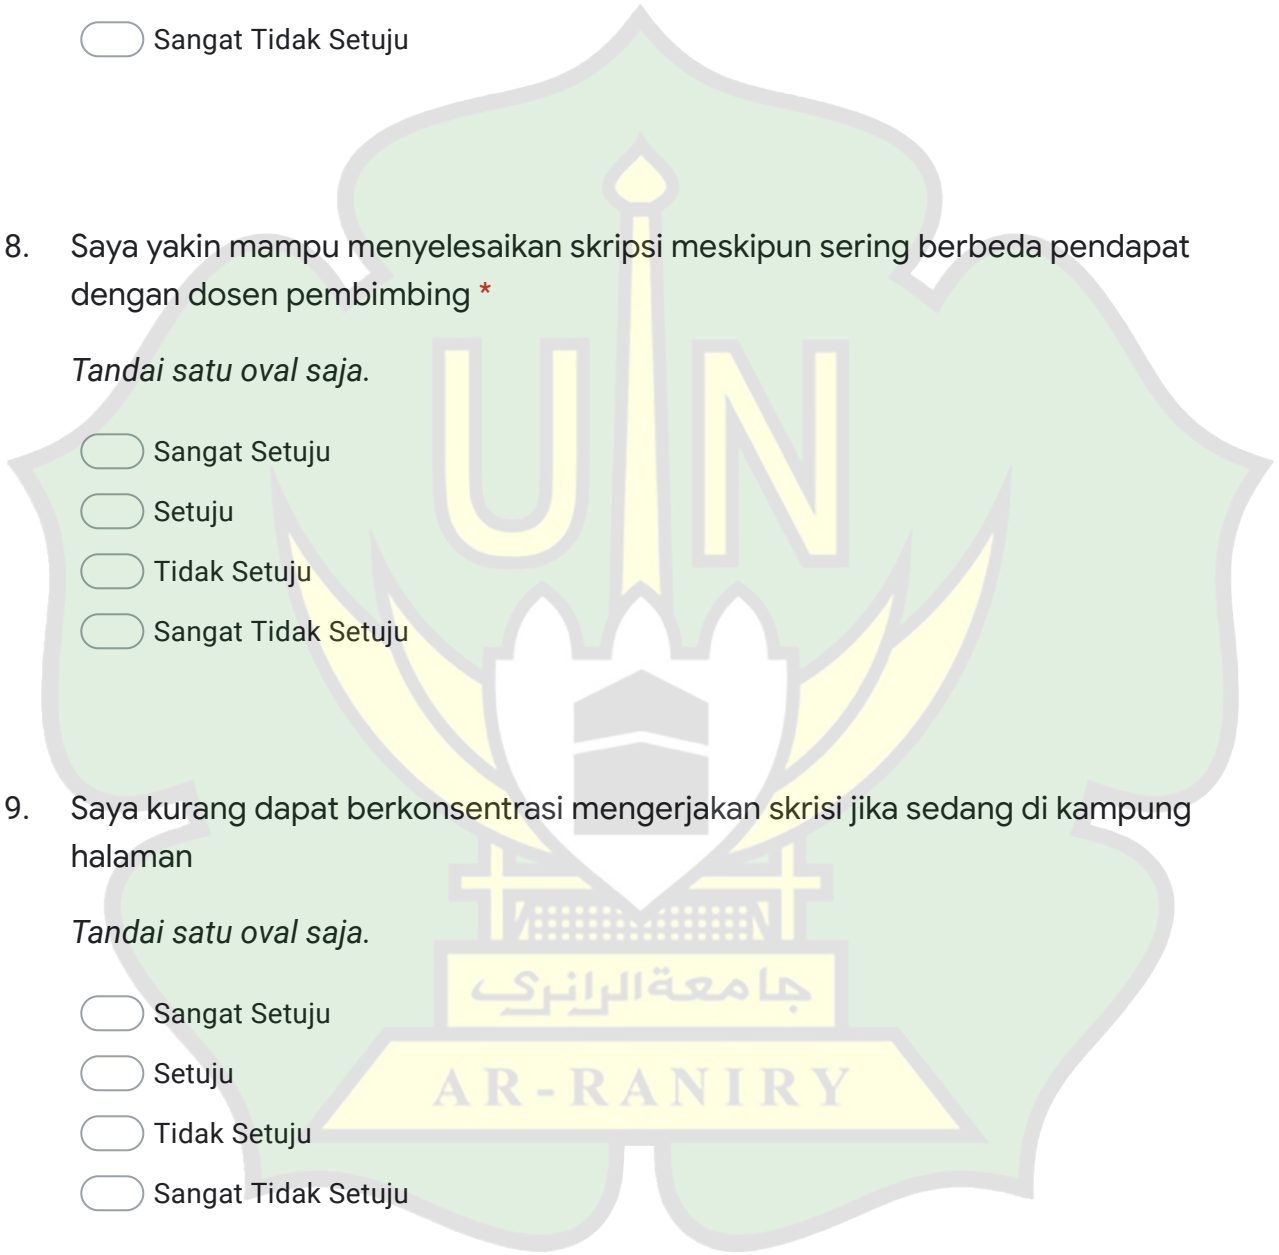 Sangat Tidak Setuju
8. Saya yakin mampu menyelesaikan skripsi meskipun sering berbeda pendapat
dengan dosen pembimbing *
Tandai satu oval saja.
Sangat Setuju
Setuju
Tidak Setuju
Sangat Tidak Setuju
9. Saya kurang dapat berkonsentrasi mengerjakan skrisi jika sedang di kampung
halaman
Tandai satu oval saja.
Sangat Setuju
Setuju
Tidak Setuju
Sangat Tidak Setuju
UIN
جامعةالرانري
AR-RANIRY